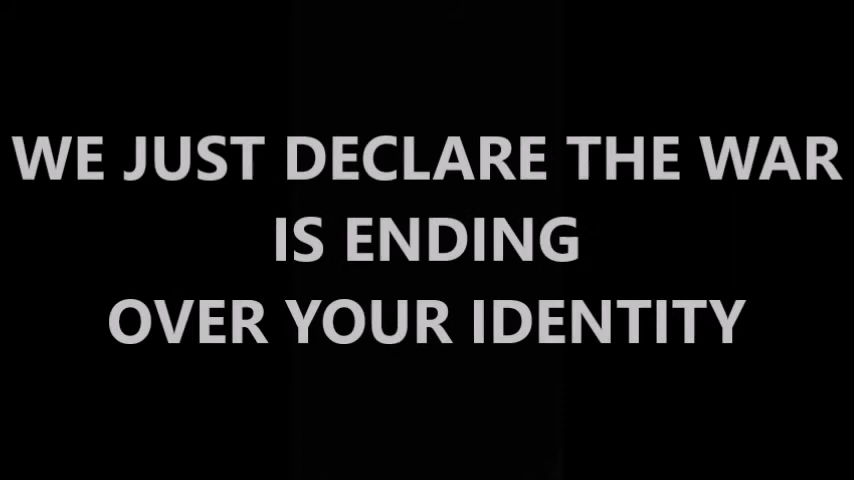 WE JUST DECLARE THE WAR
IS ENDING
OVER YOUR IDENTITY